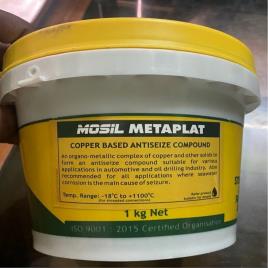 MOSIL METAPLAT
COPPER BASED ANTISEIZE COMPOUND
An organo-metallic complex of copper and other solids to
form an antiseize compound suitable for various
applications in automotive and oil drilling industry. Also
recommended for all applications where seawater
corrosion is the main cause of seizure.
Temp. Range: -18°C to +1100°C
(for threaded connections)
1 kg Net
ISO 9001 - 2015 Certified Organisation